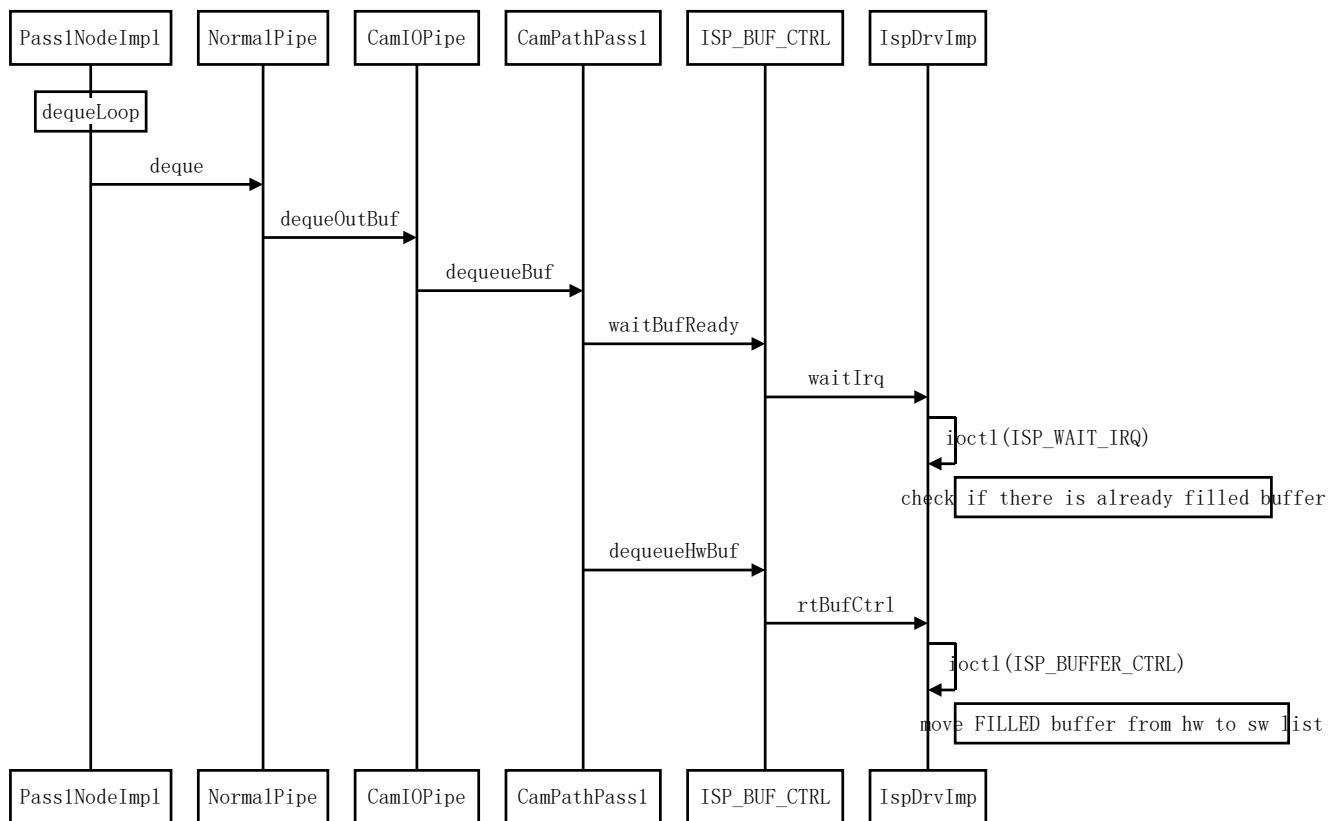 Pass1NodeImpl
NormalPipe
CamIOPipe
CamPathPass1
ISP_BUF_CTRL
IspDrvImp
dequeLoop
deque
dequeOutBuf
dequeueBuf
waitBufReady
waitIrq
ioctl(ISP_WAIT_IRQ)
check if there is already filled buffer
dequeueHwBuf
rtBufCtrl
ioctl(ISP_BUFFER_CTRL)
move FILLED buffer from hw to sw list
Pass1NodeImpl
NormalPipe
CamIOPipe
CamPathPass1
ISP_BUF_CTRL
IspDrvImp